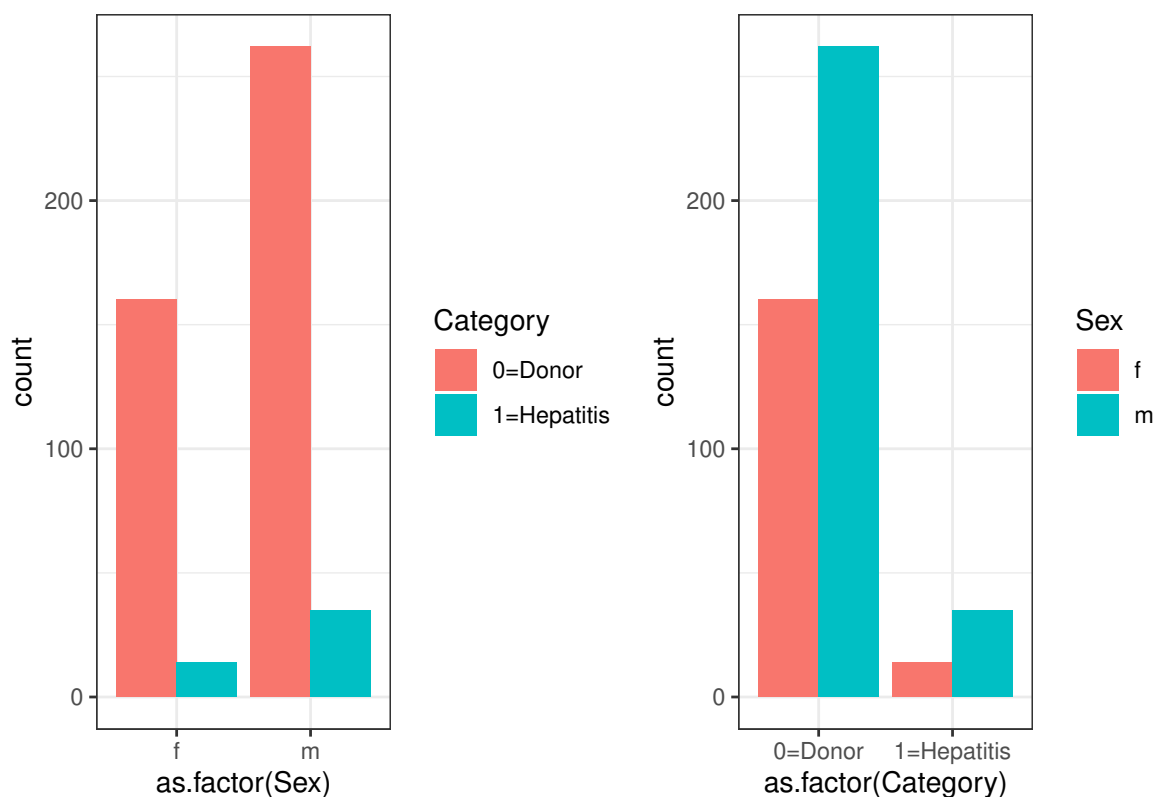 count
200
100
0
f m
as.factor(Sex)
Category
0=Donor
1=Hepatitis
count
200
100
0
0=Donor 1=Hepatitis
as.factor(Category)
Sex
f
m